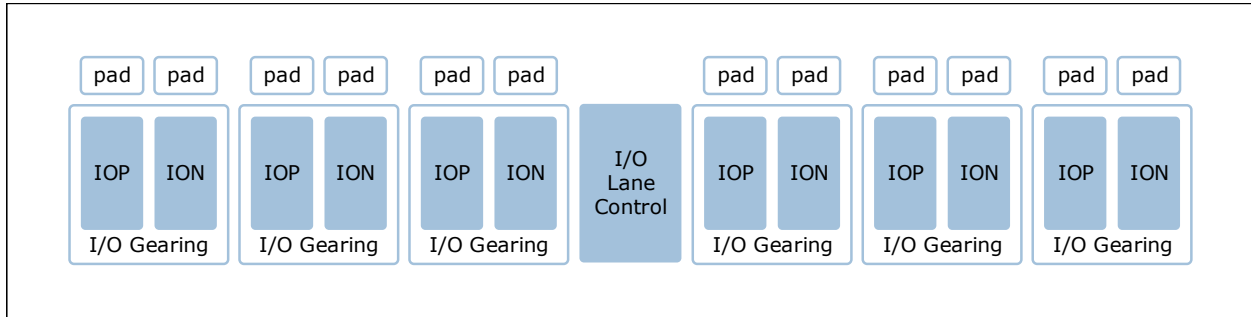 pad pad pad pad pad pad pad pad pad pad pad pad
IOP ION IOP ION IOP ION I/O IOP ION IOP ION IOP ION
Lane
Control
I/O Gearing I/O Gearing I/O Gearing I/O Gearing I/O Gearing I/O Gearing